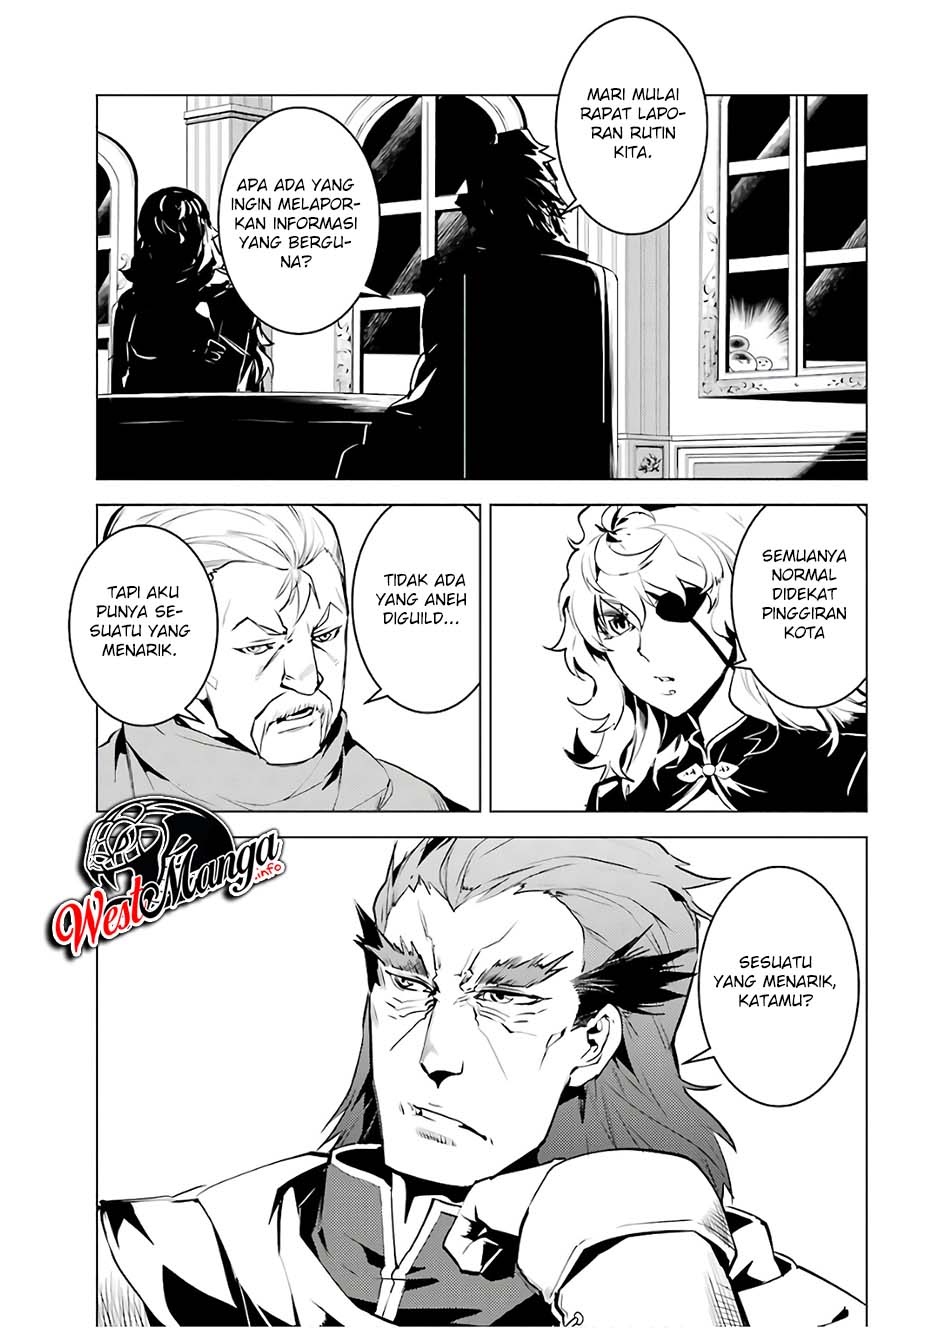 MARI MULAI
RAPAT LAPO-
RAN RUTIN
KITA.
APA ADA YANG
INGIN MELAPOR-
KAN INFORMASI
YANG BERGU-
NA?
SEMUANYA
NORMAL
DIDEKAT
PINGGIRAN
KOTA
TIDAK ADA
YANG ANEH
DIGUILD...
TAPI AKU
PUNYA SE-
SUATU YANG
MENARIK.
WestManga
.info
SESUATU
YANG MENARIK,
KATAMU?